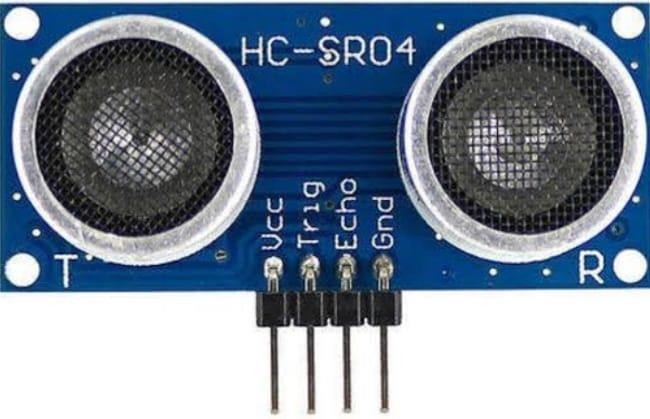 HC-SR04
Vcc
Trig
Echo
Gnd
T
R